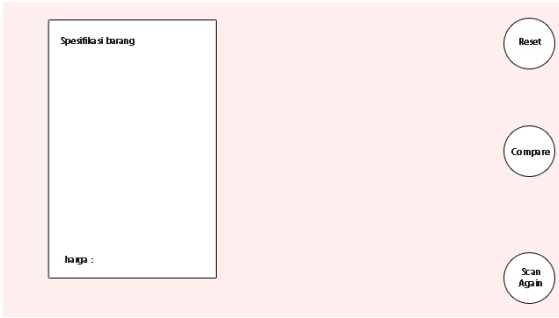 Spesifikasi barang
harga :
Reset
Compare
Scan
Again